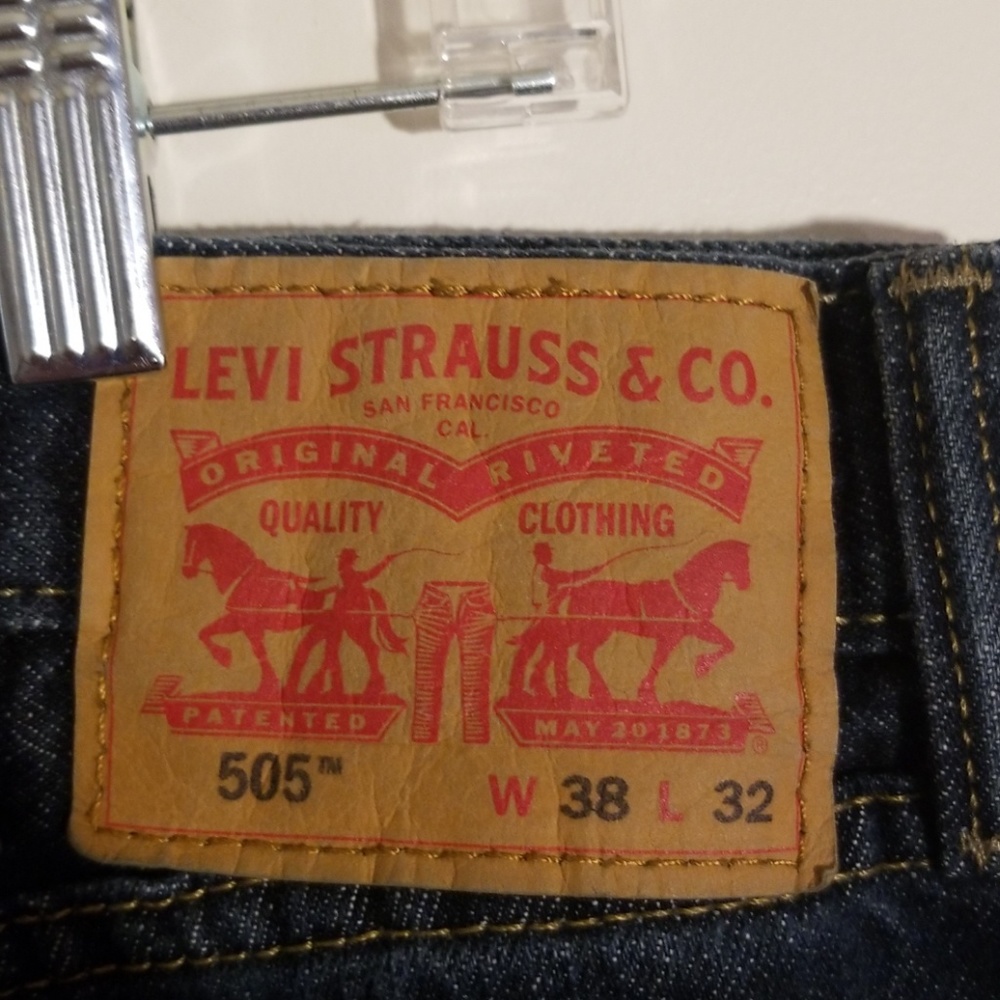 LEVI STRAUSS & CO.
SAN FRANCISCO
CAL.
ORIGINAL RIVETED
QUALITY CLOTHING
PATENTED MAY 20 1873 ®
505™ W 38 L 32